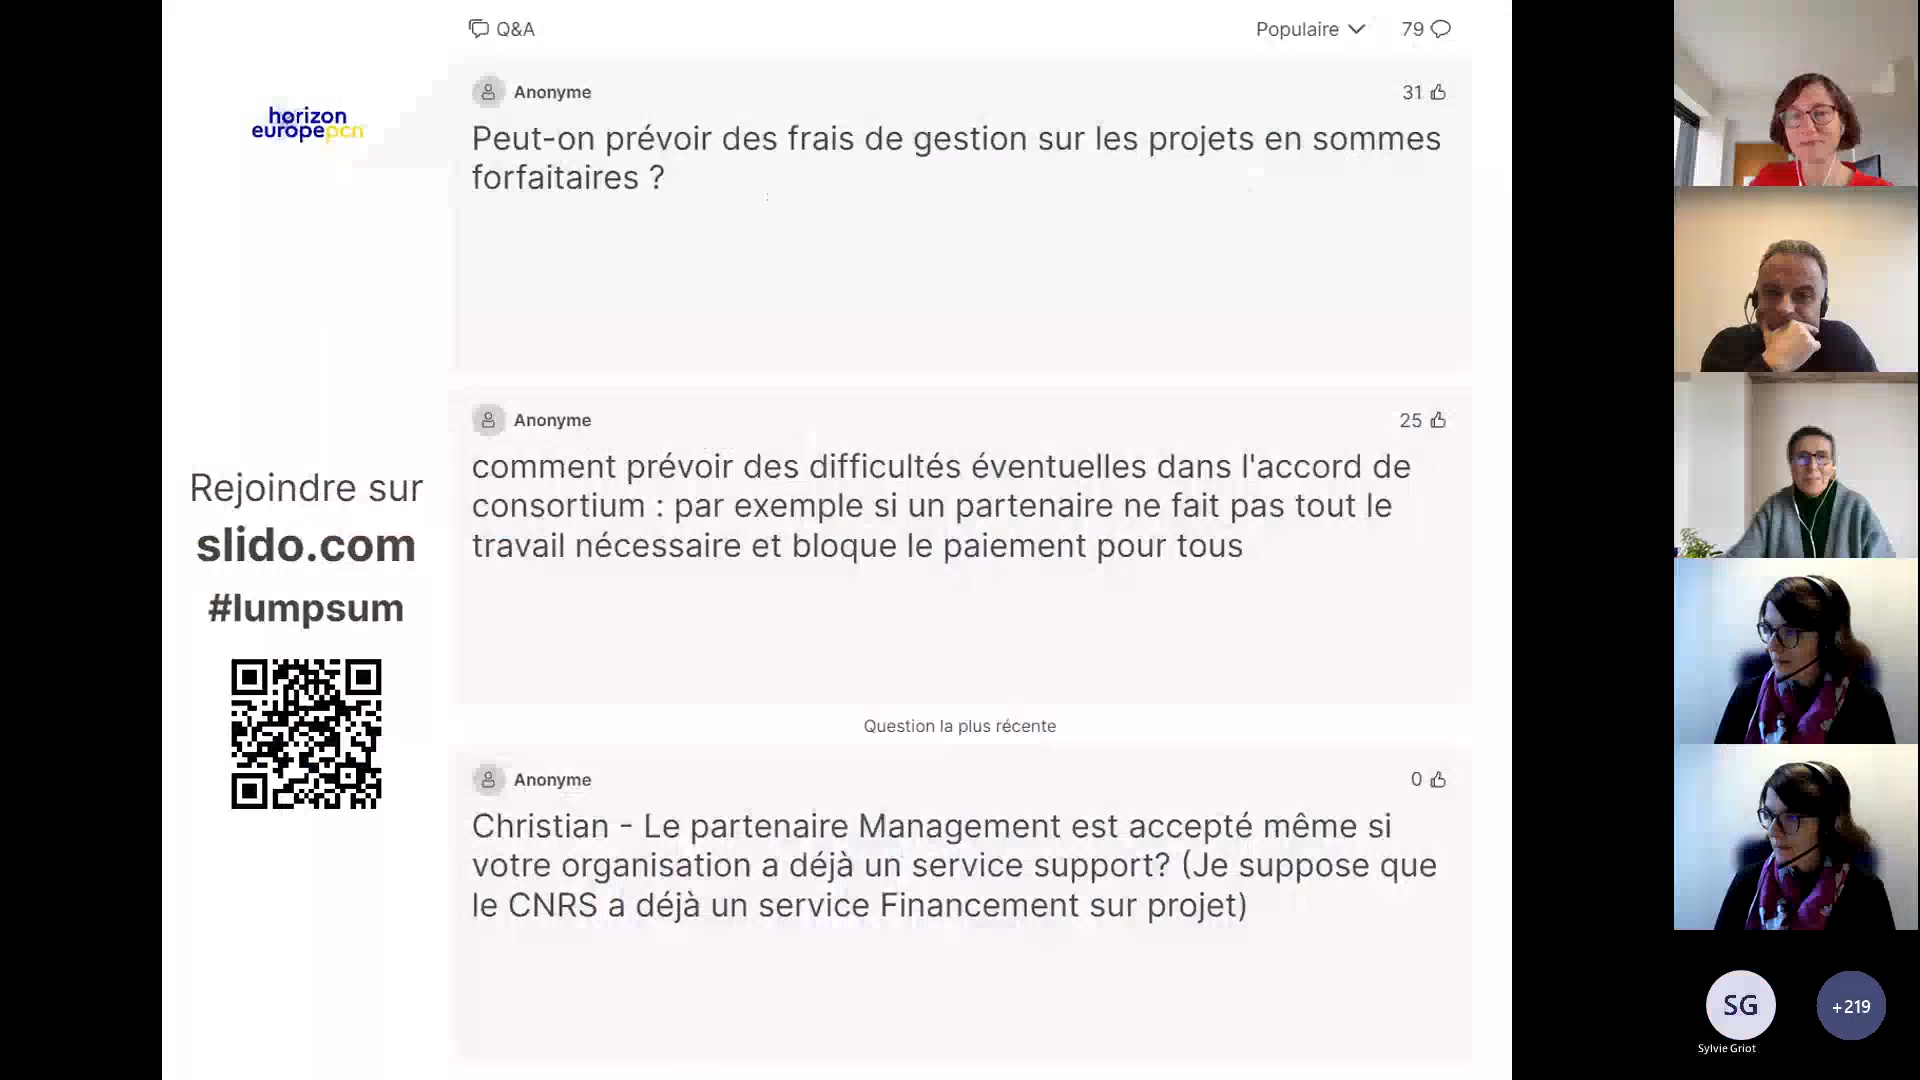 Q&A
Populaire
79
horizon
europepcn
Anonyme
31
Peut-on prévoir des frais de gestion sur les projets en sommes
forfaitaires ?
Anonyme
25
comment prévoir des difficultés éventuelles dans l'accord de
consortium : par exemple si un partenaire ne fait pas tout le
travail nécessaire et bloque le paiement pour tous
Rejoindre sur
slido.com
#lumpsum
Question la plus récente
Anonyme
0
Christian - Le partenaire Management est accepté même si
votre organisation a déjà un service support? (Je suppose que
le CNRS a déjà un service Financement sur projet)
SG
Sylvie Griot
+219